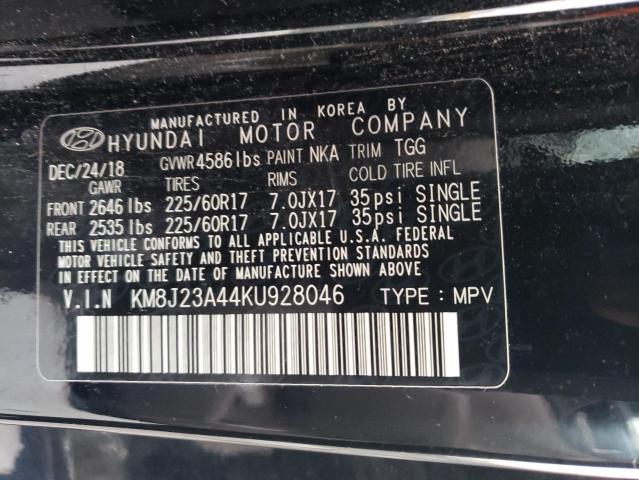 MANUFACTURED IN KOREA BY
HYUNDAI MOTOR COMPANY
DEC/24/18 GVWR 4586 lbs PAINT NKA TRIM TGG
GAWR TIRES RIMS COLD TIRE INFL
FRONT 2646 lbs 225/60R17 7.0JX17 35psi SINGLE
REAR 2535 lbs 225/60R17 7.0JX17 35psi SINGLE
THIS VEHICLE CONFORMS TO ALL APPLICABLE U.S.A. FEDERAL
MOTOR VEHICLE SAFETY AND THEFT PREVENTION STANDARDS
IN EFFECT ON THE DATE OF MANUFACTURE SHOWN ABOVE
V.I.N KM8J23A44KU928046 TYPE : MPV